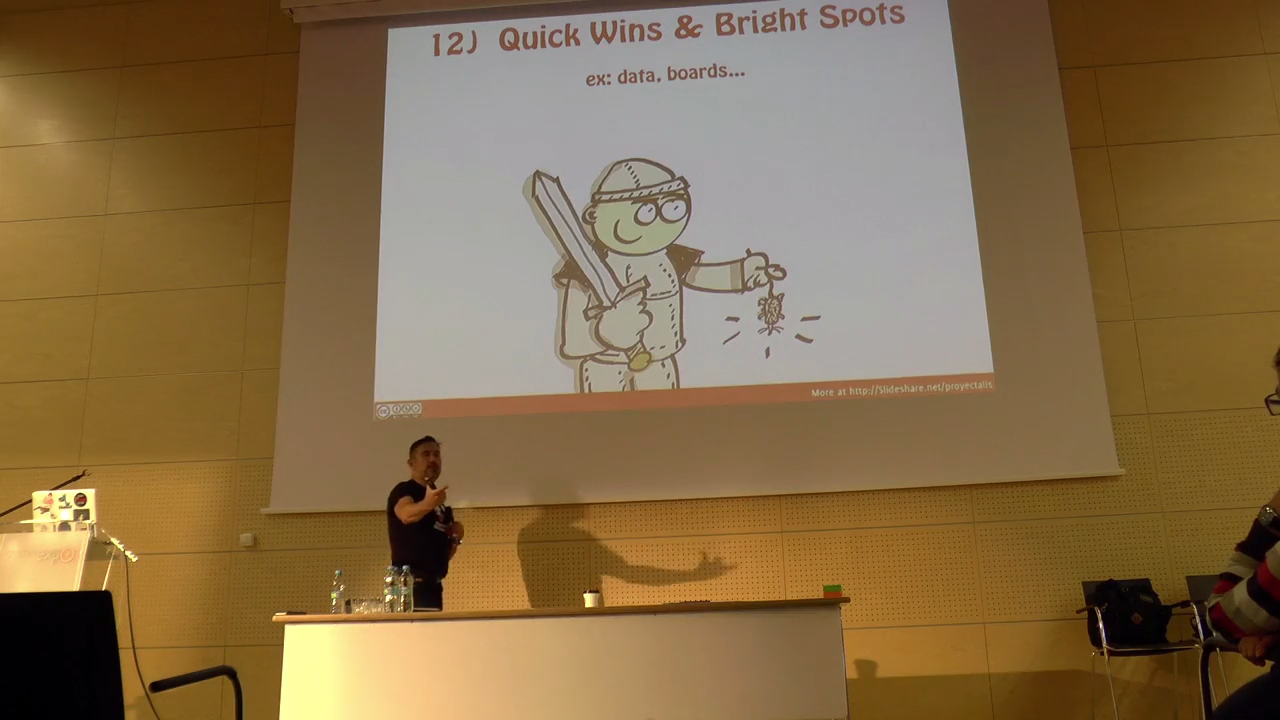 12) Quick Wins & Bright Spots
ex: data, boards...
More at http://Slideshare.net/proyectalis